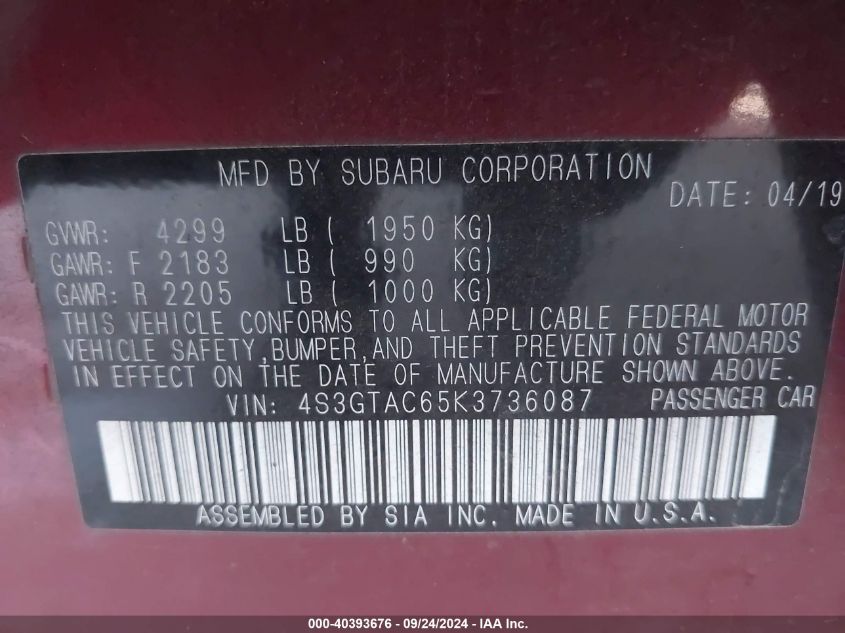 MFD BY SUBARU CORPORATION
DATE: 04/19
GVWR: 4299 LB ( 1950 KG)
GAWR: F 2183 LB ( 990 KG)
GAWR: R 2205 LB ( 1000 KG)
THIS VEHICLE CONFORMS TO ALL APPLICABLE FEDERAL MOTOR
VEHICLE SAFETY,BUMPER,AND THEFT PREVENTION STANDARDS
IN EFFECT ON THE DATE OF MANUFACTURE SHOWN ABOVE.
VIN: 4S3GTAC65K3736087 PASSENGER CAR
ASSEMBLED BY SIA INC. MADE IN U.S.A.
000-40393676 - 09/24/2024 - IAA Inc.